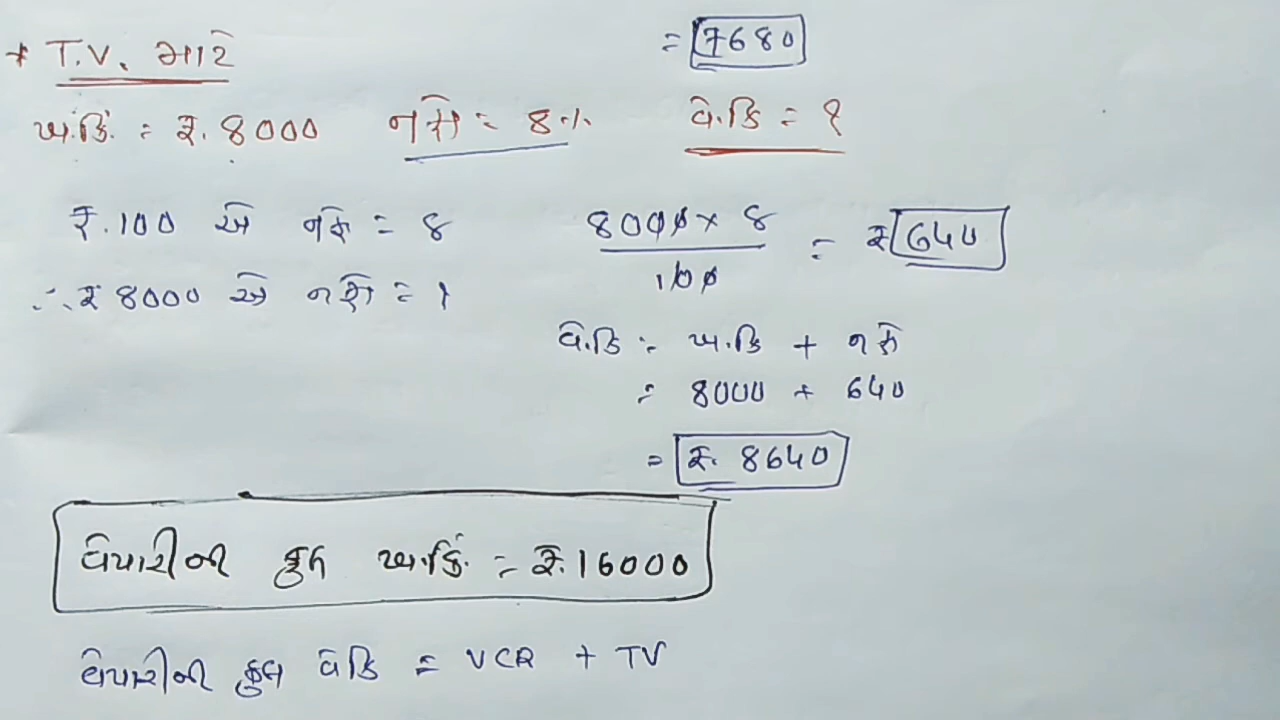 = 7680
* T.V. માટે
ખ.કિં. = રૂ. 8000 નફો = 8% વે.કિં = ?
રૂ. 100 એ નફો = 8
∴ રૂ 8000 એ નફો = ?
8000 × 8 / 100 = રૂ 640
વે.કિં = ખ.કિં + નફો
= 8000 + 640
= રૂ. 8640
વેપારીની કુલ ખ.કિં. = રૂ. 16000
વેપારીની કુલ વે.કિં = VCR + TV